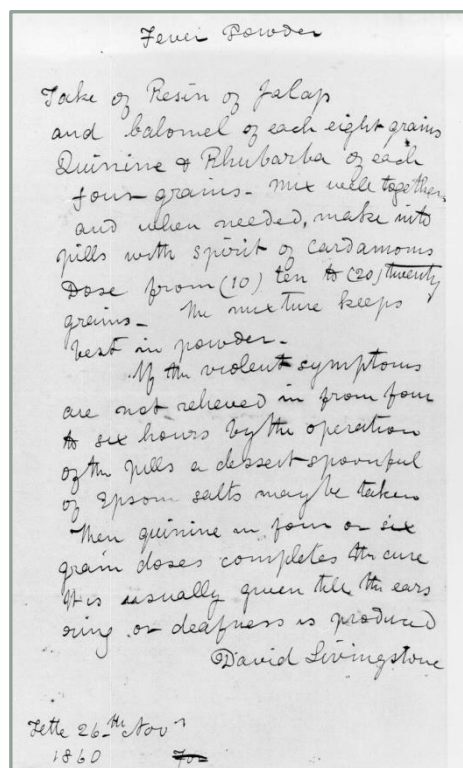 Fever Powder
Take of Resin of Jalap
and calomel of each eight grains
Quinine & Rhubarba of each
four grains - mix well together
and when needed, make into
pills with spirit of cardamoms
Dose from (10) ten to (20) twenty
grains - The mixture keeps
best in powder -
If the violent symptoms
are not relieved in from four
to six hours by the operation
of the pills a dessert spoonful
of Epsom salts may be taken
Then quinine in four or six
grain doses completes the cure
It is usually given till the ears
ring or deafness is produced
David Livingstone
Tette 26th Novr
1860